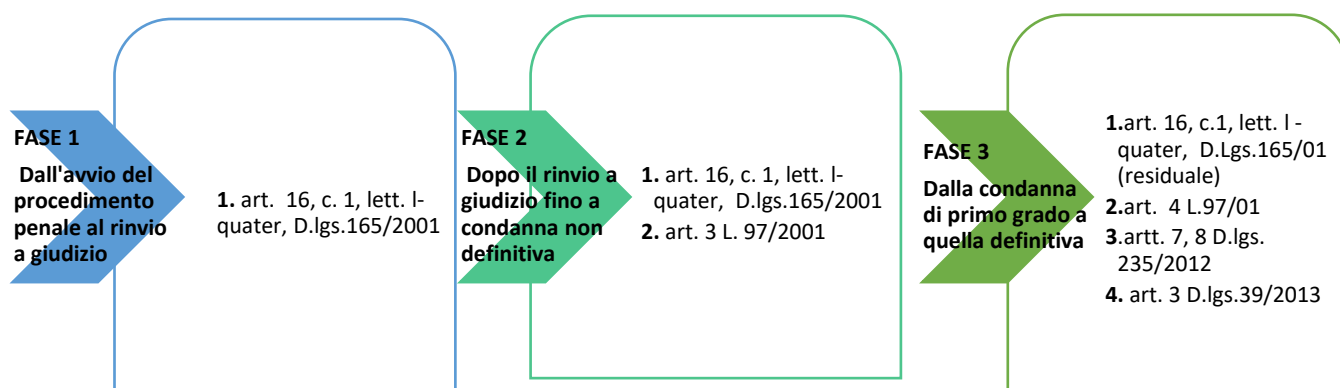 FASE 1
Dall'avvio del
procedimento
penale al rinvio
a giudizio
1. art. 16, c. 1, lett. l-
quater, D.lgs.165/2001
FASE 2
Dopo il rinvio a
giudizio fino a
condanna non
definitiva
1. art. 16, c. 1, lett. l-
quater, D.lgs.165/2001
2. art. 3 L. 97/2001
FASE 3
Dalla condanna
di primo grado a
quella definitiva
1.art. 16, c.1, lett. l -
quater, D.Lgs.165/01
(residuale)
2.art. 4 L.97/01
3.artt. 7, 8 D.lgs.
235/2012
4. art. 3 D.lgs.39/2013